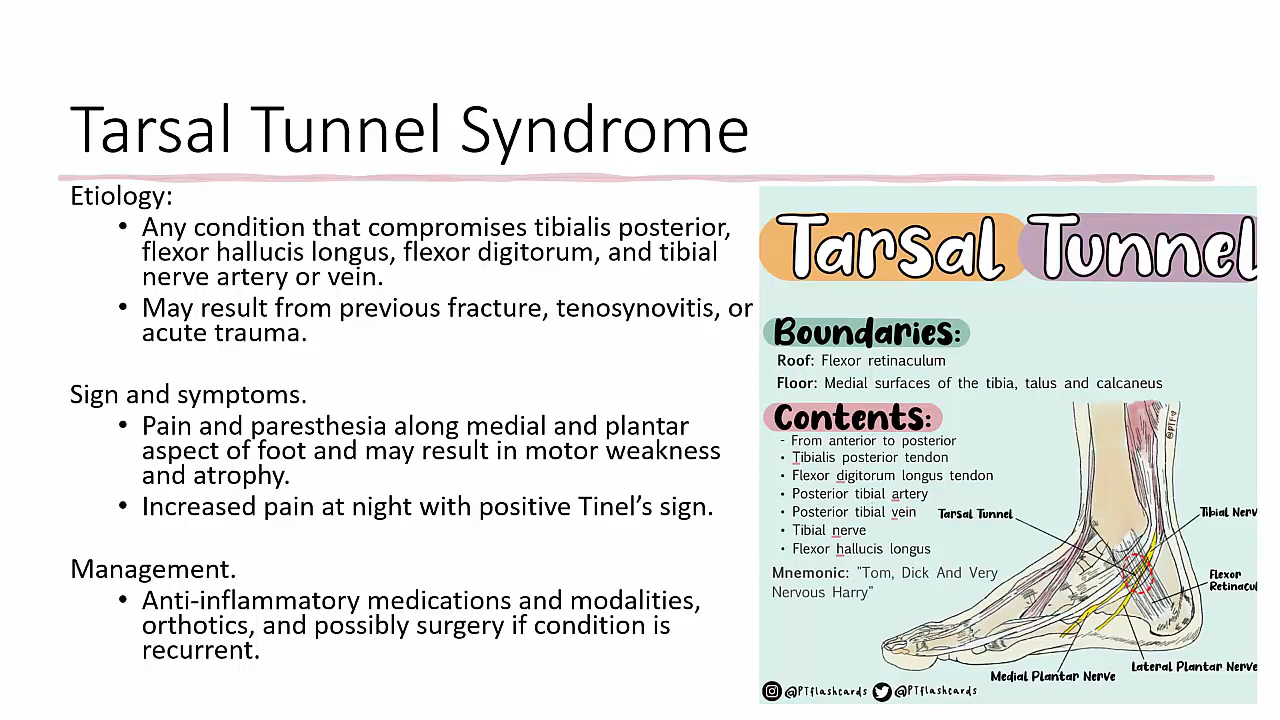 Tarsal Tunnel Syndrome
Etiology:
• Any condition that compromises tibialis posterior,
flexor hallucis longus, flexor digitorum, and tibial
nerve artery or vein.
• May result from previous fracture, tenosynovitis, or
acute trauma.
Sign and symptoms.
• Pain and paresthesia along medial and plantar
aspect of foot and may result in motor weakness
and atrophy.
• Increased pain at night with positive Tinel’s sign.
Management.
• Anti-inflammatory medications and modalities,
orthotics, and possibly surgery if condition is
recurrent.
Tarsal Tunnel
Boundaries:
Roof: Flexor retinaculum
Floor: Medial surfaces of the tibia, talus and calcaneus
Contents:
- From anterior to posterior
• Tibialis posterior tendon
• Flexor digitorum longus tendon
• Posterior tibial artery
• Posterior tibial vein
• Tibial nerve
• Flexor hallucis longus
Mnemonic: "Tom, Dick And Very
Nervous Harry"
Tarsal Tunnel
Tibial Nerv
Flexor
Retinacul
Lateral Plantar Nerve
Medial Plantar Nerve
@PTflashcards @PTflashcards